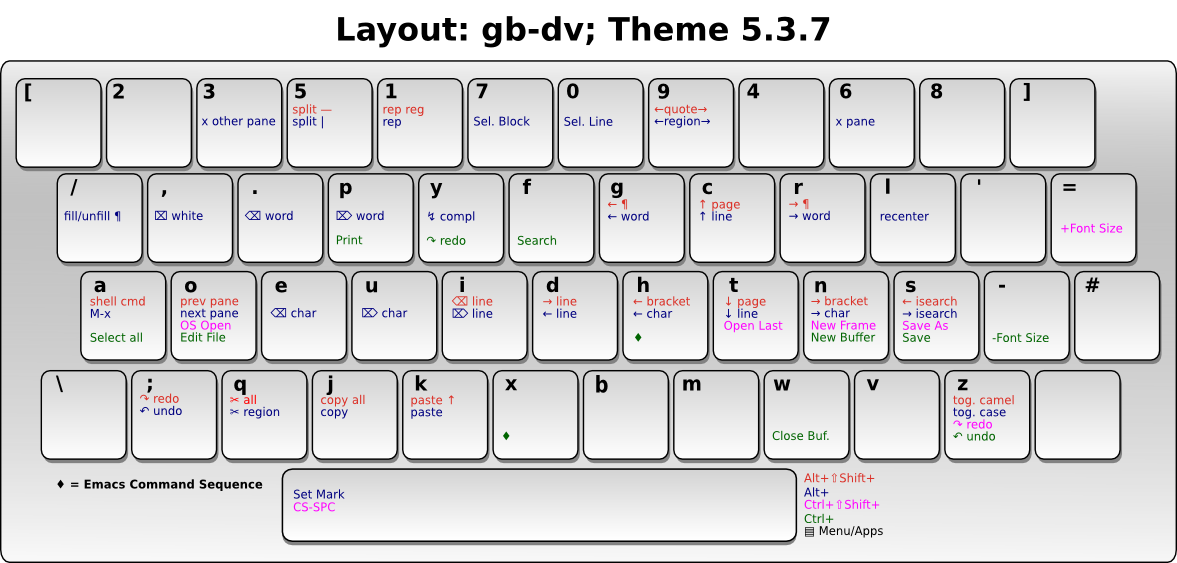 Layout: gb-dv; Theme 5.3.7
[
2
3
x other pane
5
split —
split |
1
rep reg
rep
7
Sel. Block
0
Sel. Line
9
←quote→
←region→
4
6
x pane
8
]
/
fill/unfill ¶
,
⌧ white
.
⌫ word
p
⌦ word
Print
y
↯ compl
↷ redo
f
Search
g
← ¶
← word
c
↑ page
↑ line
r
→ ¶
→ word
l
recenter
'
=
+Font Size
a
shell cmd
M-x
Select all
o
prev pane
next pane
OS Open
Edit File
e
⌫ char
u
⌦ char
i
⌫ line
⌦ line
d
→ line
← line
h
← bracket
← char
♦
t
↓ page
↓ line
Open Last
n
→ bracket
→ char
New Frame
New Buffer
s
← isearch
→ isearch
Save As
Save
-
-Font Size
#
\
;
↷ redo
↶ undo
q
✂ all
✂ region
j
copy all
copy
k
paste ↑
paste
x
♦
b
m
w
Close Buf.
v
z
tog. camel
tog. case
↷ redo
↶ undo
♦ = Emacs Command Sequence
Set Mark
CS-SPC
Alt+⇧Shift+
Alt+
Ctrl+⇧Shift+
Ctrl+
▤ Menu/Apps